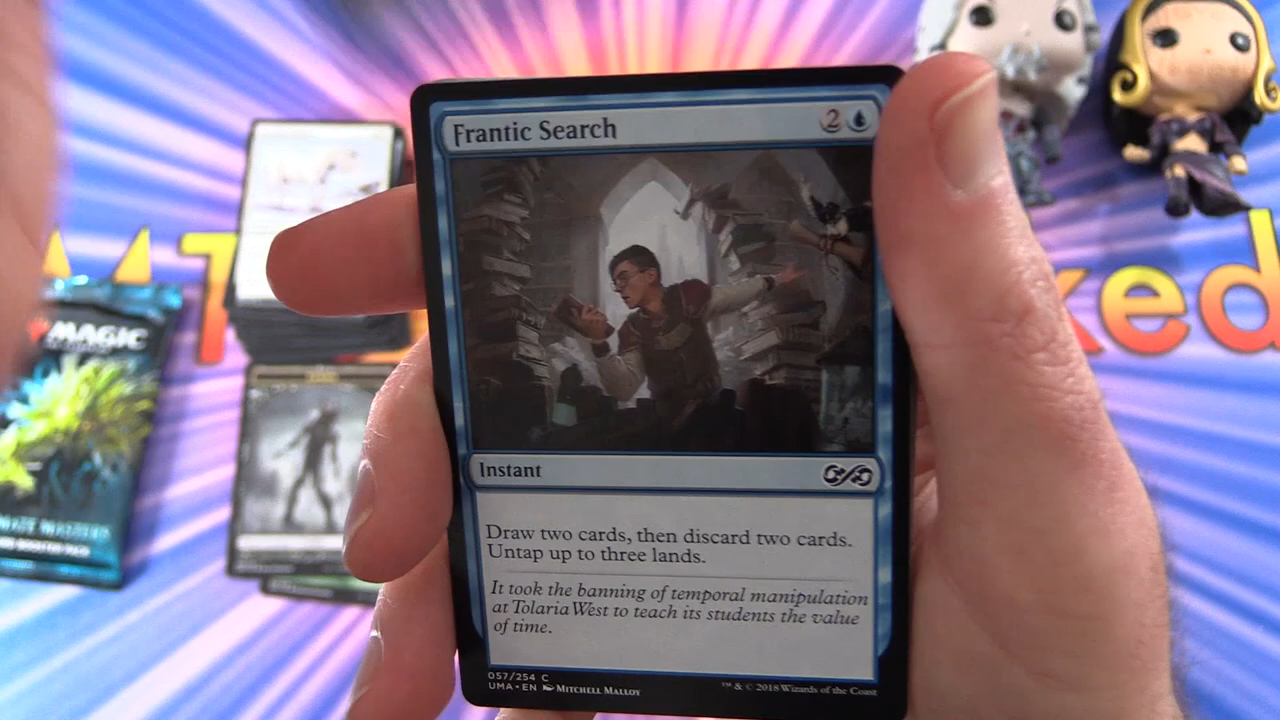 Frantic Search
2
Instant
Draw two cards, then discard two cards.
Untap up to three lands.
It took the banning of temporal manipulation
at Tolaria West to teach its students the value
of time.
057/254 C
UMA • EN Mitchell Malloy
™ & © 2018 Wizards of the Coast
MAGIC
MT
ked